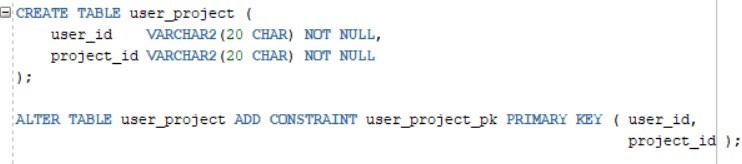 CREATE TABLE user_project (
    user_id    VARCHAR2(20 CHAR) NOT NULL,
    project_id VARCHAR2(20 CHAR) NOT NULL
);

ALTER TABLE user_project ADD CONSTRAINT user_project_pk PRIMARY KEY ( user_id,
                                                                      project_id );